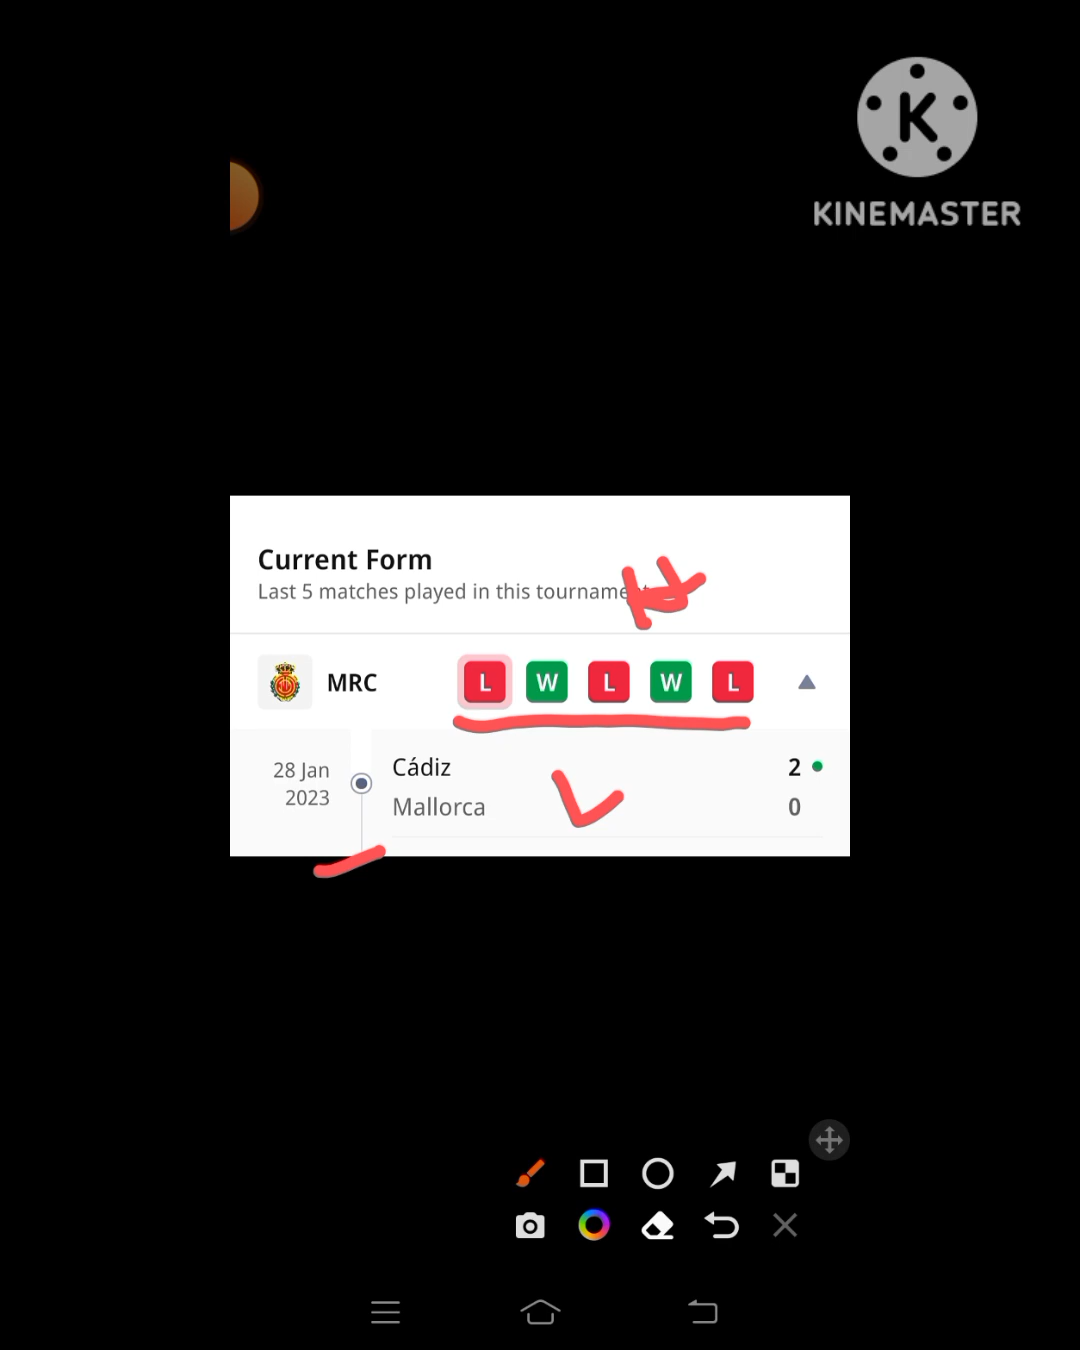 K
KINEMASTER
Current Form
Last 5 matches played in this tourname
MRC L W L W L
28 Jan 2023
Cádiz 2
Mallorca 0